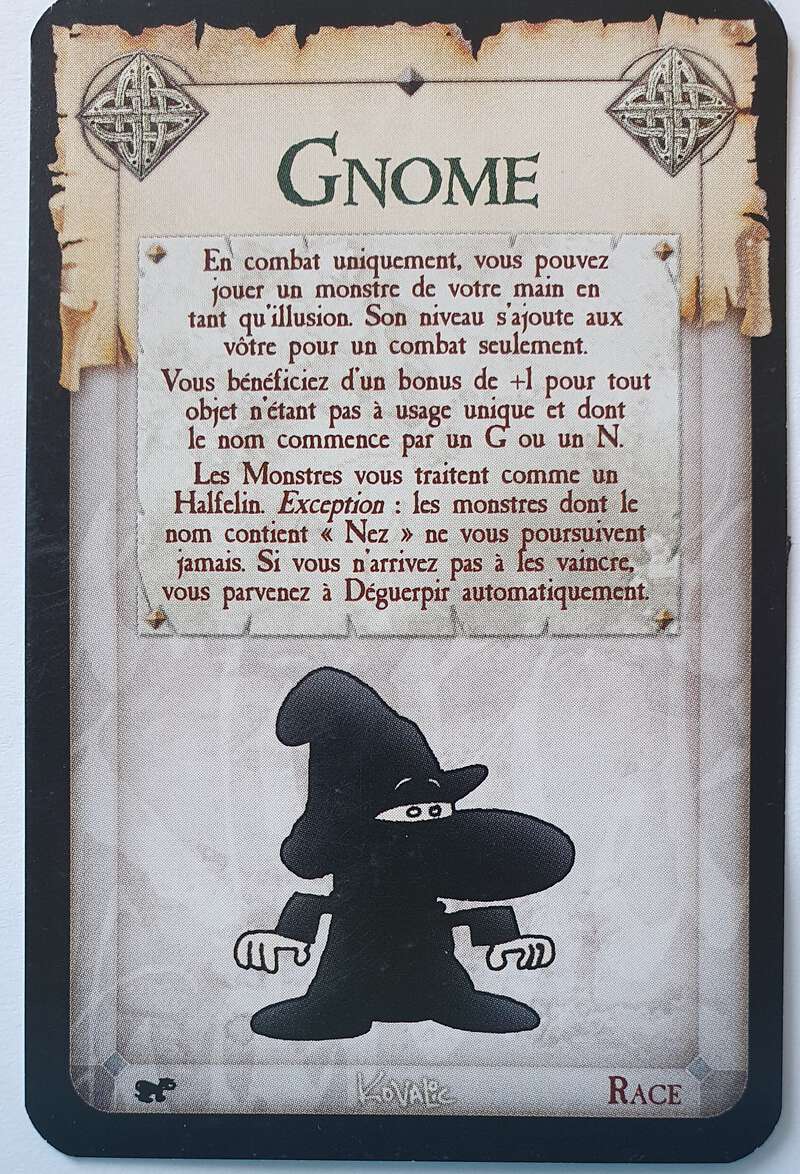 GNOME
En combat uniquement, vous pouvez
jouer un monstre de votre main en
tant qu'illusion. Son niveau s'ajoute aux
vôtre pour un combat seulement.
Vous bénéficiez d'un bonus de +1 pour tout
objet n'étant pas à usage unique et dont
le nom commence par un G ou un N.
Les Monstres vous traitent comme un
Halfelin. Exception : les monstres dont le
nom contient « Nez » ne vous poursuivent
jamais. Si vous n'arrivez pas à les vaincre,
vous parvenez à Déguerpir automatiquement.
KOVALIC
RACE